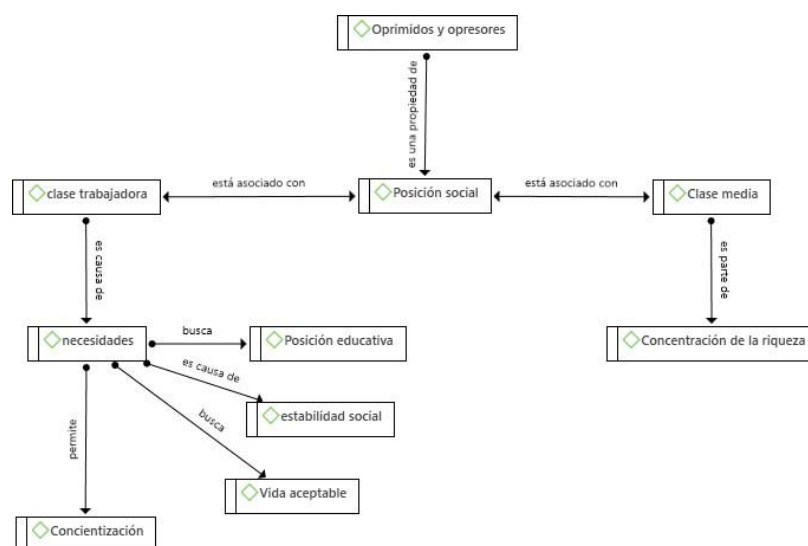 Oprimidos y opresores
es una propiedad de
está asociado con
está asociado con
clase trabajadora
Posición social
Clase media
es causa de
es parte de
necesidades
busca
Posición educativa
Concentración de la riqueza
es causa de
estabilidad social
busca
permite
Vida aceptable
Concientización